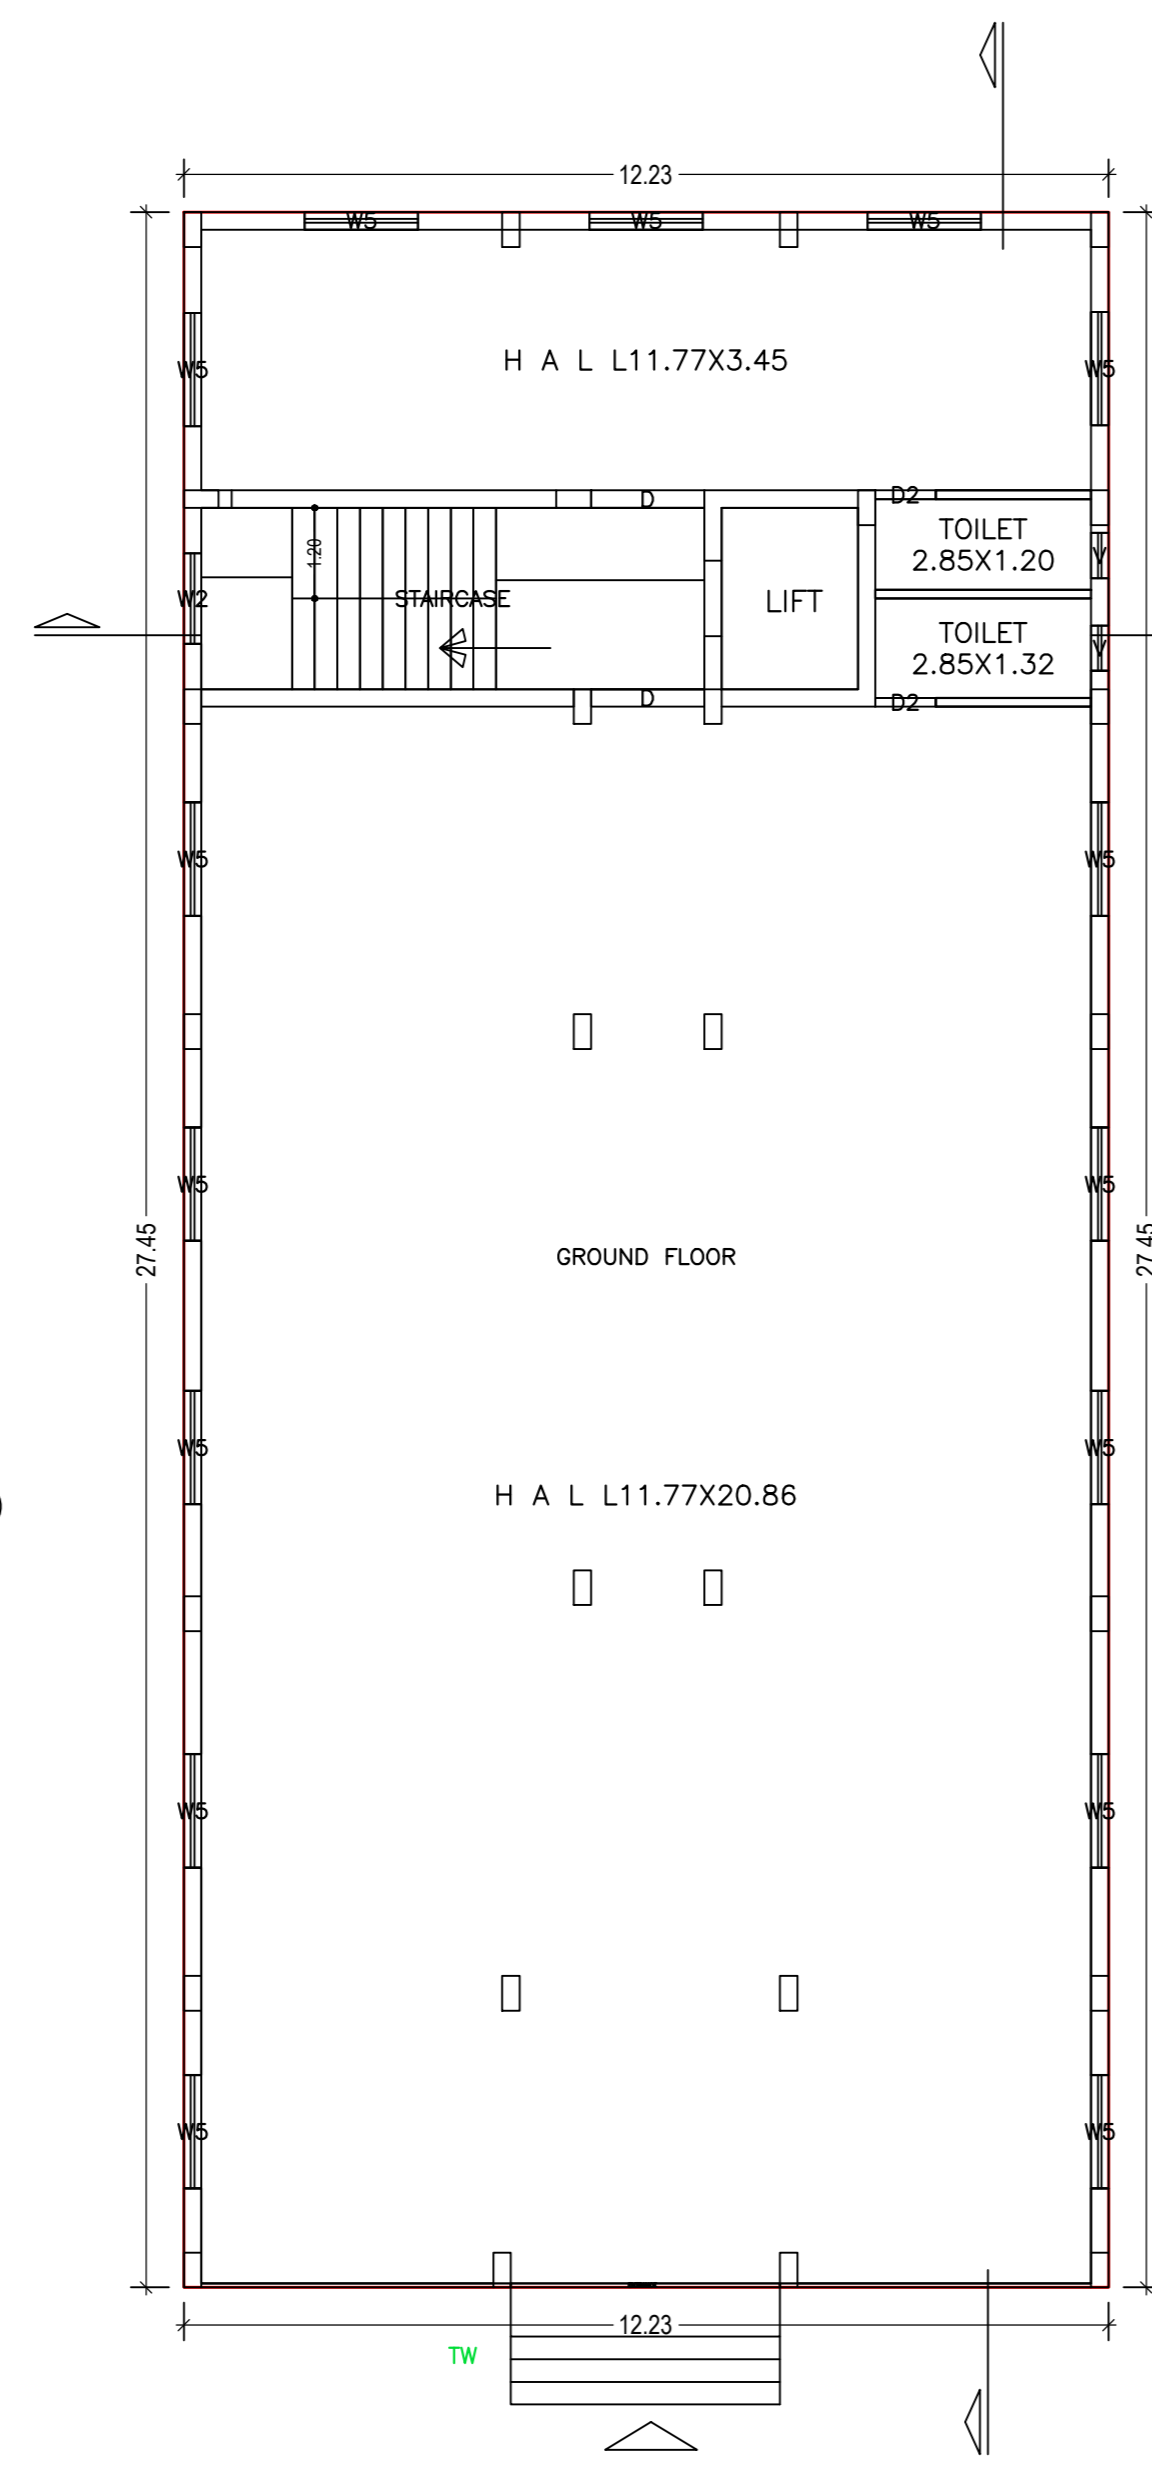 12.23
W5 W5 W5
H A L L11.77X3.45
W5 W5
D D2
TOILET
2.85X1.20
1.20
V
W2 STAIRCASE LIFT
TOILET
2.85X1.32
V
D D2
W5 W5
W5 W5
27.45 27.45
GROUND FLOOR
W5 W5
H A L L11.77X20.86
W5 W5
W5 W5
12.23
TW